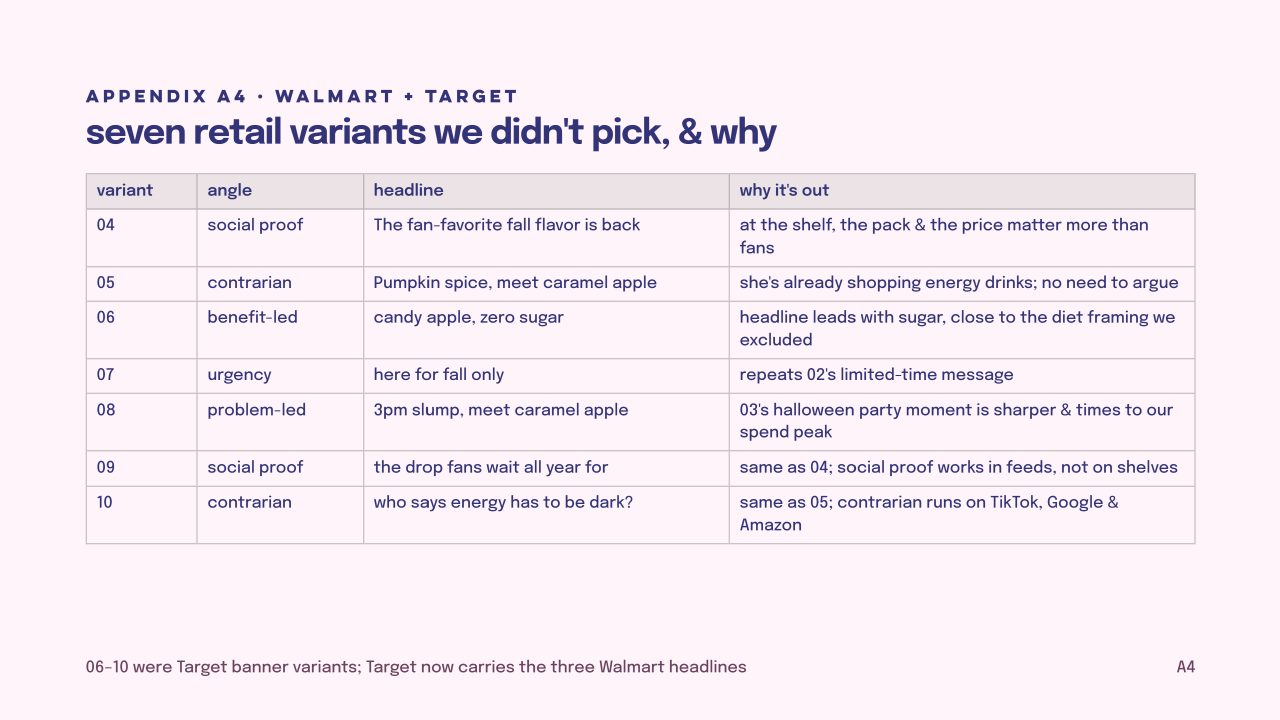 APPENDIX A4 · WALMART + TARGET
seven retail variants we didn't pick, & why
variant angle headline why it's out
04 social proof The fan-favorite fall flavor is back at the shelf, the pack & the price matter more than
fans
05 contrarian Pumpkin spice, meet caramel apple she's already shopping energy drinks; no need to argue
06 benefit-led candy apple, zero sugar headline leads with sugar, close to the diet framing we
excluded
07 urgency here for fall only repeats 02's limited-time message
08 problem-led 3pm slump, meet caramel apple 03's halloween party moment is sharper & times to our
spend peak
09 social proof the drop fans wait all year for same as 04; social proof works in feeds, not on shelves
10 contrarian who says energy has to be dark? same as 05; contrarian runs on TikTok, Google &
Amazon
06–10 were Target banner variants; Target now carries the three Walmart headlines A4